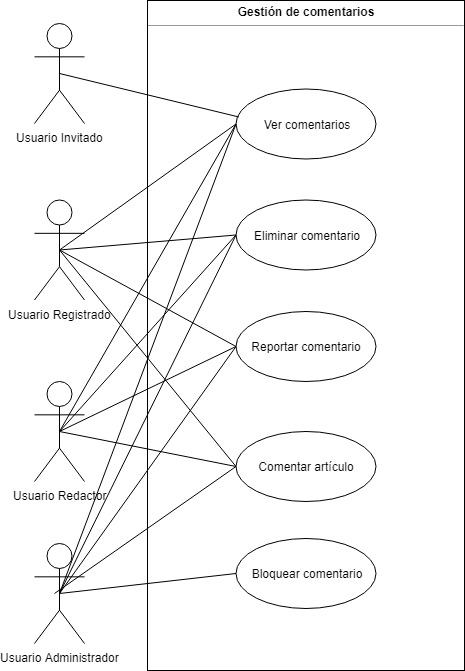 Gestión de comentarios
Usuario Invitado
Ver comentarios
Eliminar comentario
Usuario Registrado
Reportar comentario
Comentar artículo
Usuario Redactor
Bloquear comentario
Usuario Administrador